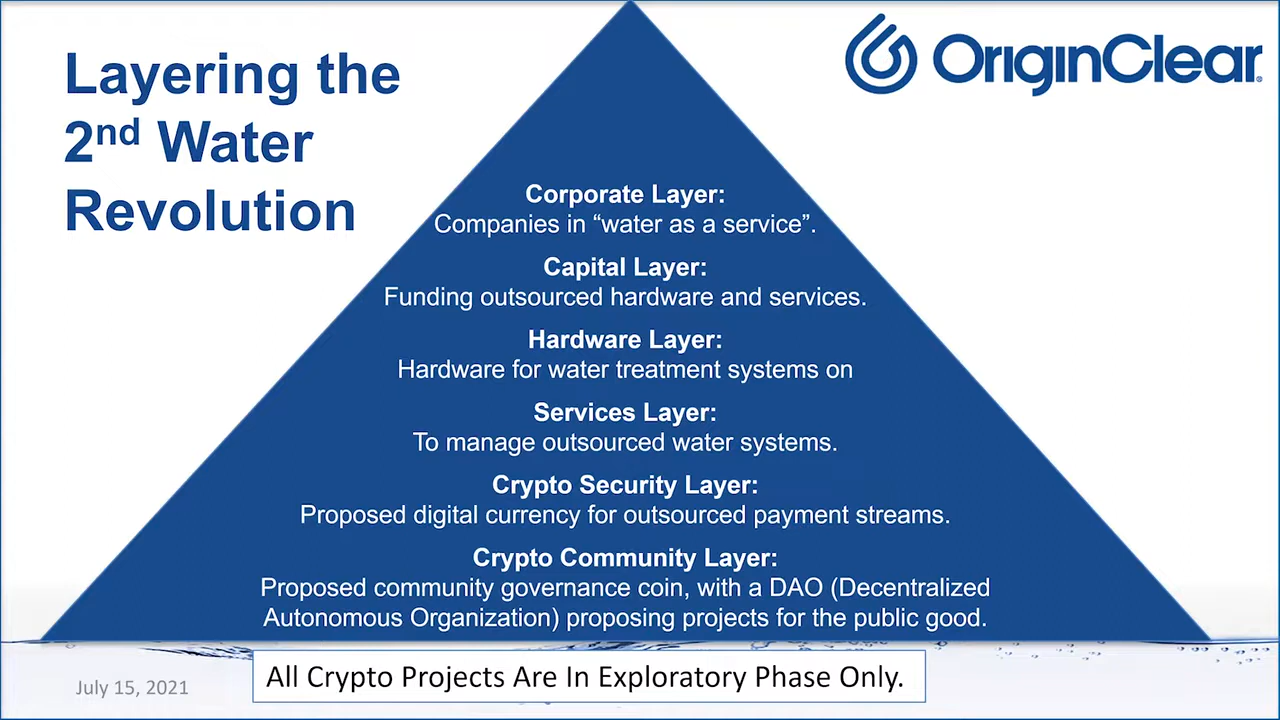 Layering the
2nd Water
Revolution
OriginClear®
Corporate Layer:
Companies in “water as a service”.
Capital Layer:
Funding outsourced hardware and services.
Hardware Layer:
Hardware for water treatment systems on
Services Layer:
To manage outsourced water systems.
Crypto Security Layer:
Proposed digital currency for outsourced payment streams.
Crypto Community Layer:
Proposed community governance coin, with a DAO (Decentralized
Autonomous Organization) proposing projects for the public good.
All Crypto Projects Are In Exploratory Phase Only.
July 15, 2021